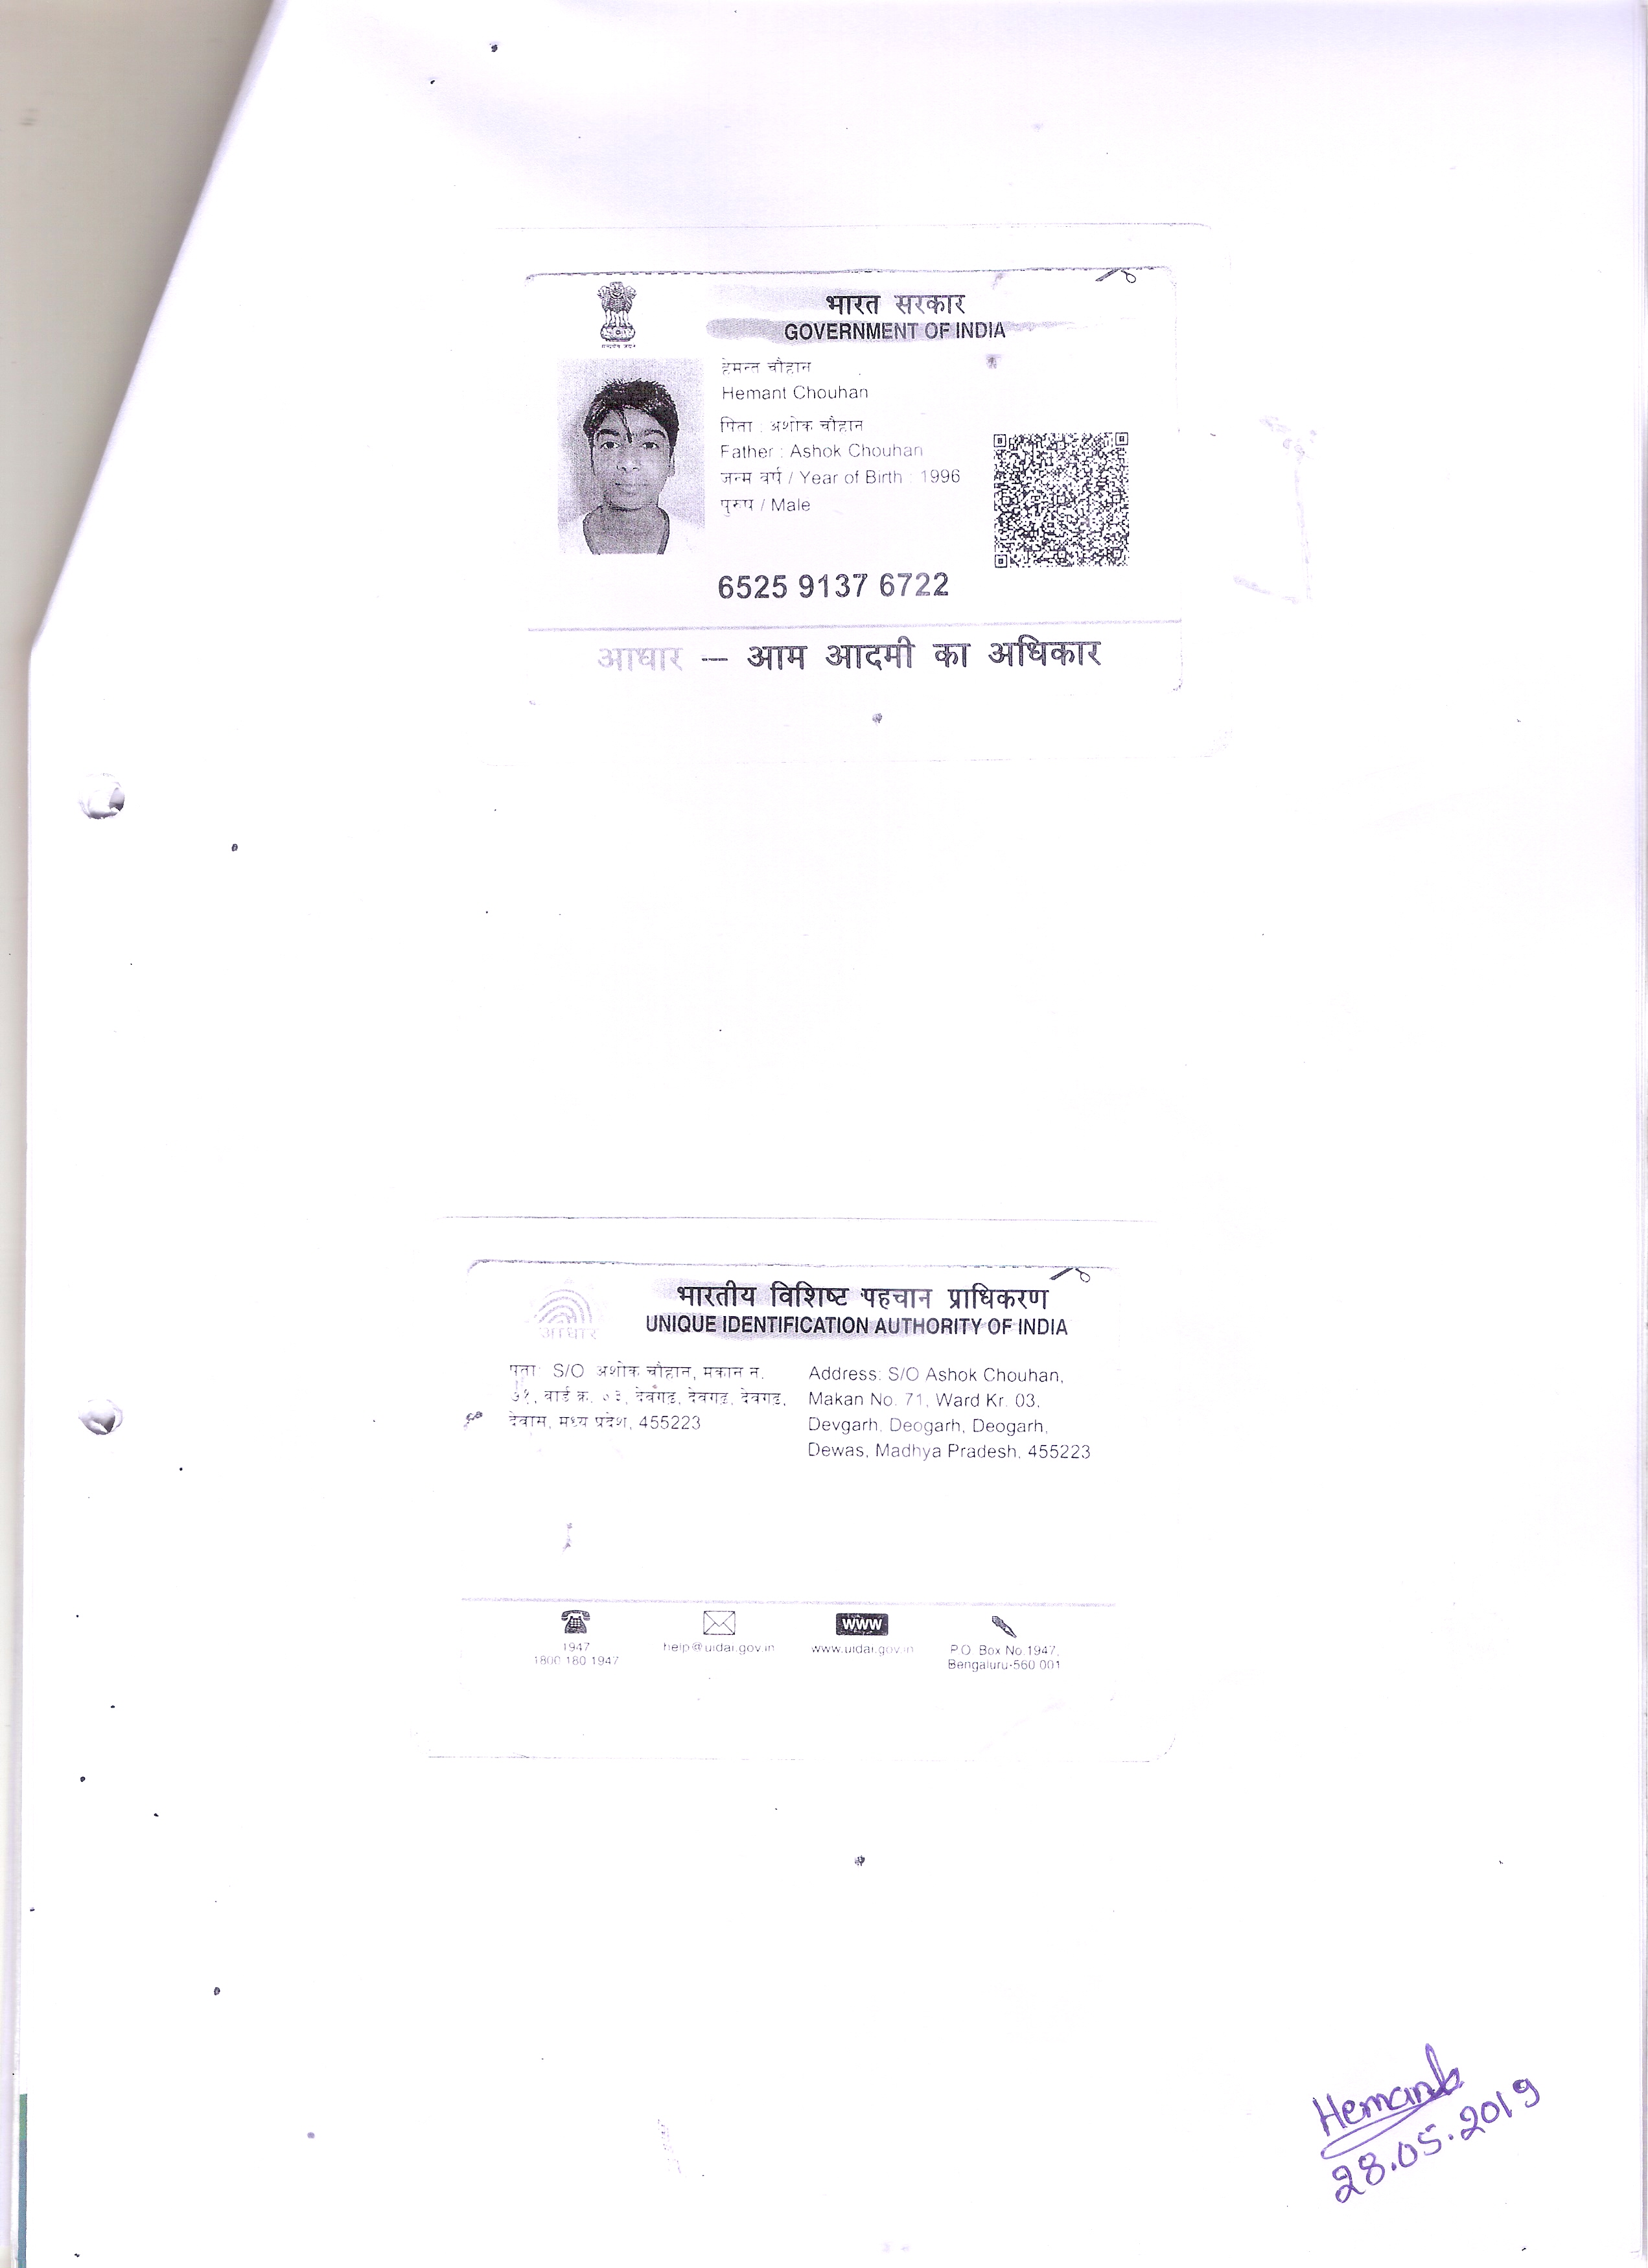 भारत सरकार
GOVERNMENT OF INDIA
हेमन्त चौहान
Hemant Chouhan
पिता : अशोक चौहान
Father : Ashok Chouhan
जन्म वर्ष / Year of Birth : 1996
पुरुष / Male
6525 9137 6722
आधार — आम आदमी का अधिकार
भारतीय विशिष्ट पहचान प्राधिकरण
UNIQUE IDENTIFICATION AUTHORITY OF INDIA
आधार
पता: S/O अशोक चौहान, मकान न.
७१, वार्ड क्र. ०३, देवगढ़, देवगढ़, देवगढ़,
देवास, मध्य प्रदेश, 455223
Address: S/O Ashok Chouhan,
Makan No. 71, Ward Kr. 03,
Devgarh, Deogarh, Deogarh,
Dewas, Madhya Pradesh, 455223
1947
1800 180 1947
help@uidai.gov.in
www
www.uidai.gov.in
P.O. Box No.1947,
Bengaluru-560 001
Hemant
28.05.2019